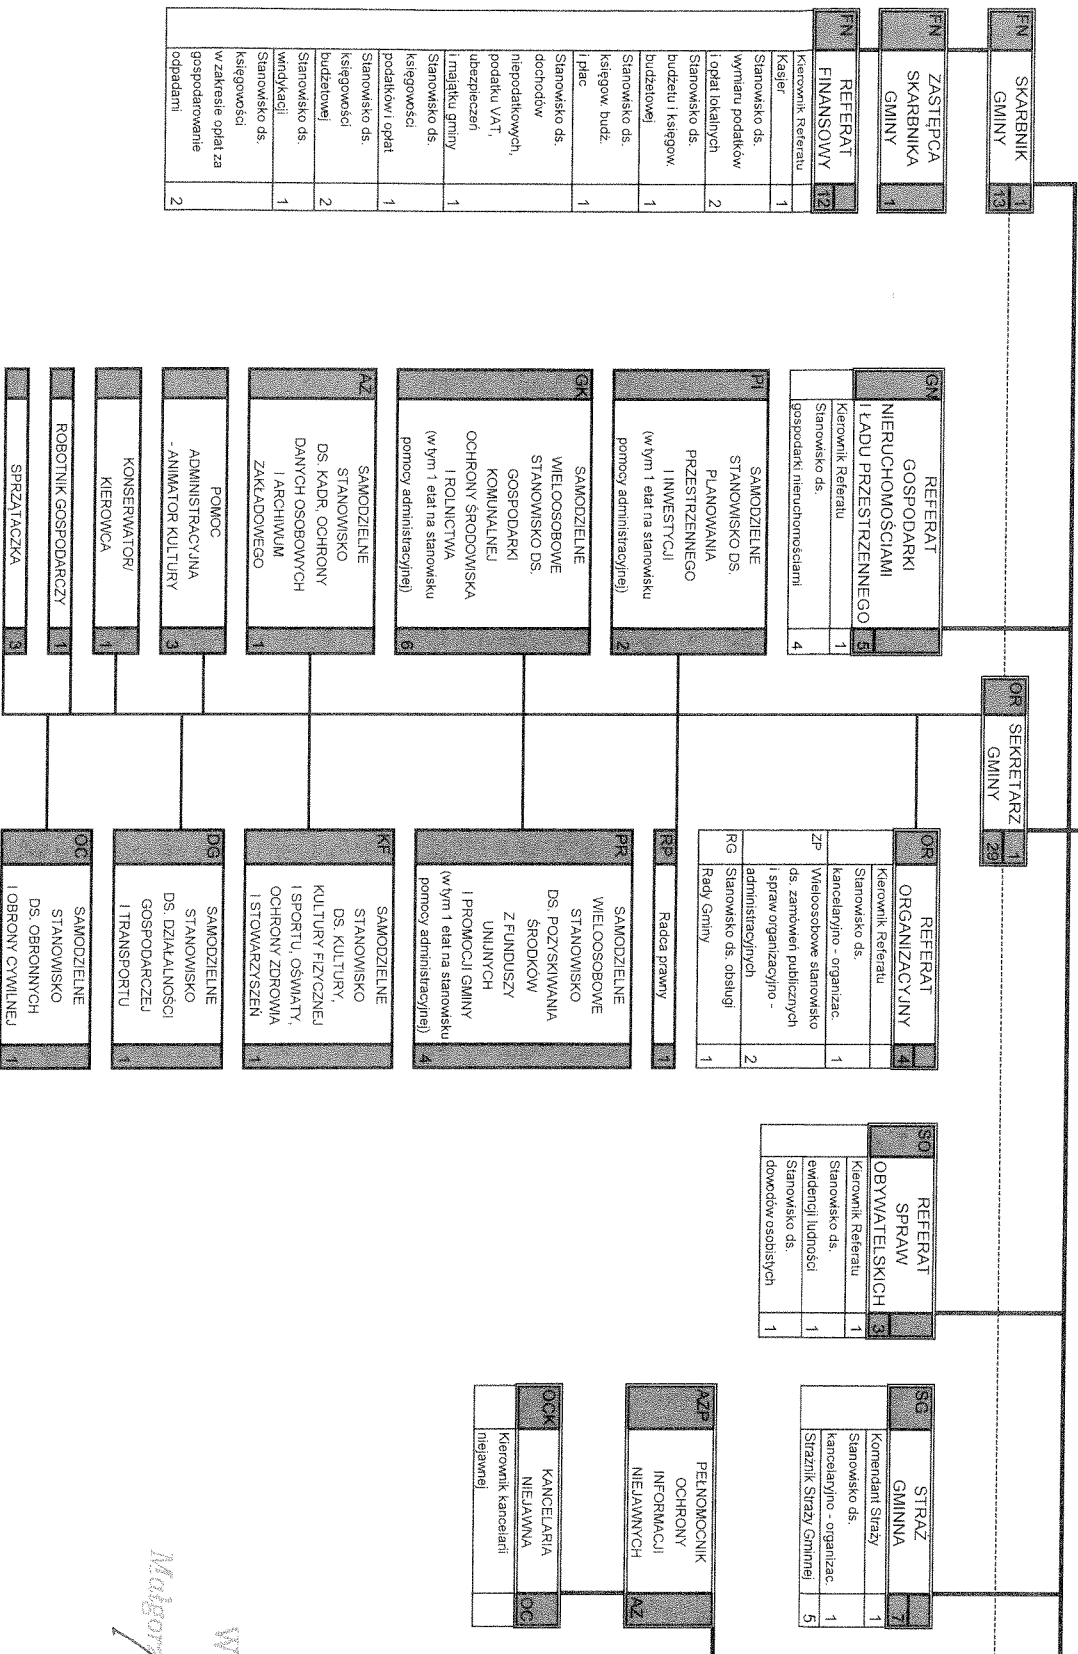 FN SKARBNIK GMINY 1
13
FN ZASTĘPCA
SKARBNIKA
GMINY 1
FN REFERAT
FINANSOWY 12
Kierownik Referatu
Kasjer 1
Stanowisko ds.
wymiaru podatków
i opłat lokalnych 2
Stanowisko ds.
budżetu i księgow.
budżetowej 1
Stanowisko ds.
księgow. budż.
i płac 1
Stanowisko ds.
dochodów
niepodatkowych,
podatku VAT,
ubezpieczeń
i majątku gminy 1
Stanowisko ds.
księgowości
podatków i opłat 1
Stanowisko ds.
księgowości
budżetowej 2
Stanowisko ds.
windykacji 1
Stanowisko ds.
księgowości
w zakresie opłat za
gospodarowanie
odpadami 2
GN REFERAT
GOSPODARKI
NIERUCHOMOŚCIAMI
I ŁADU PRZESTRZENNEGO 5
Kierownik Referatu 1
Stanowisko ds.
gospodarki nieruchomościami 4
PI SAMODZIELNE
STANOWISKO DS.
PLANOWANIA
PRZESTRZENNEGO
I INWESTYCJI
(w tym 1 etat na stanowisku
pomocy administracyjnej) 2
GK SAMODZIELNE
WIELOOSOBOWE
STANOWISKO DS.
GOSPODARKI
KOMUNALNEJ
OCHRONY ŚRODOWISKA
I ROLNICTWA
(w tym 1 etat na stanowisku
pomocy administracyjnej) 6
AZ SAMODZIELNE
STANOWISKO
DS. KADR, OCHRONY
DANYCH OSOBOWYCH
I ARCHIWUM
ZAKŁADOWEGO 1
POMOC
ADMINISTRACYJNA
- ANIMATOR KULTURY 3
KONSERWATOR/
KIEROWCA 1
ROBOTNIK GOSPODARCZY 1
SPRZĄTACZKA 3
OR SEKRETARZ
GMINY 1
29
OR REFERAT
ORGANIZACYJNY 4
Kierownik Referatu
Stanowisko ds.
kancelaryjno - organizac. 1
ZP Wieloosobowe stanowisko
ds. zamówień publicznych
i spraw organizacyjno -
administracyjnych 2
RG Stanowisko ds. obsługi
Rady Gminy 1
RP Radca prawny 1
PR SAMODZIELNE
WIELOOSOBOWE
STANOWISKO
DS. POZYSKIWANIA
ŚRODKÓW
Z FUNDUSZY
UNIJNYCH
I PROMOCJI GMINY
(w tym 1 etat na stanowisku
pomocy administracyjnej) 4
KF SAMODZIELNE
STANOWISKO
DS. KULTURY,
KULTURY FIZYCZNEJ
I SPORTU, OŚWIATY,
OCHRONY ZDROWIA
I STOWARZYSZEŃ 1
DG SAMODZIELNE
STANOWISKO
DS. DZIAŁALNOŚCI
GOSPODARCZEJ
I TRANSPORTU 1
OC SAMODZIELNE
STANOWISKO
DS. OBRONNYCH
I OBRONY CYWILNEJ 1
SO REFERAT
SPRAW
OBYWATELSKICH 3
Kierownik Referatu 1
Stanowisko ds.
ewidencji ludności 1
Stanowisko ds.
dowodów osobistych 1
SG STRAŻ
GMINNA 7
Komendant Straży 1
Stanowisko ds.
kancelaryjno - organizac. 1
Strażnik Straży Gminnej 5
AZP PEŁNOMOCNIK
OCHRONY
INFORMACJI
NIEJAWNYCH AZ
OCK KANCELARIA
NIEJAWNA OC
Kierownik kancelarii
niejawnej
W
Małgorz